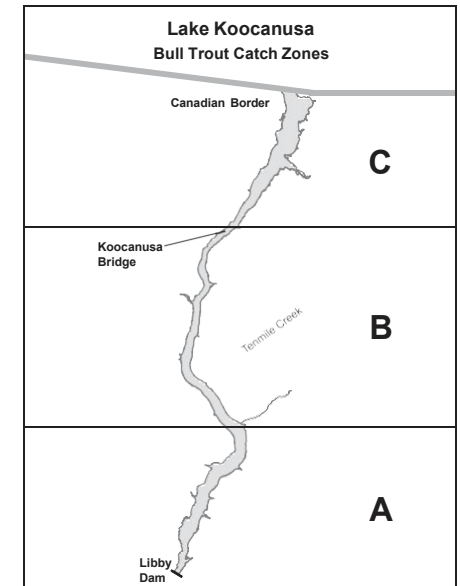 Lake Koocanusa
Bull Trout Catch Zones
Canadian Border
C
Koocanusa
Bridge
Tenmile Creek
B
A
Libby
Dam